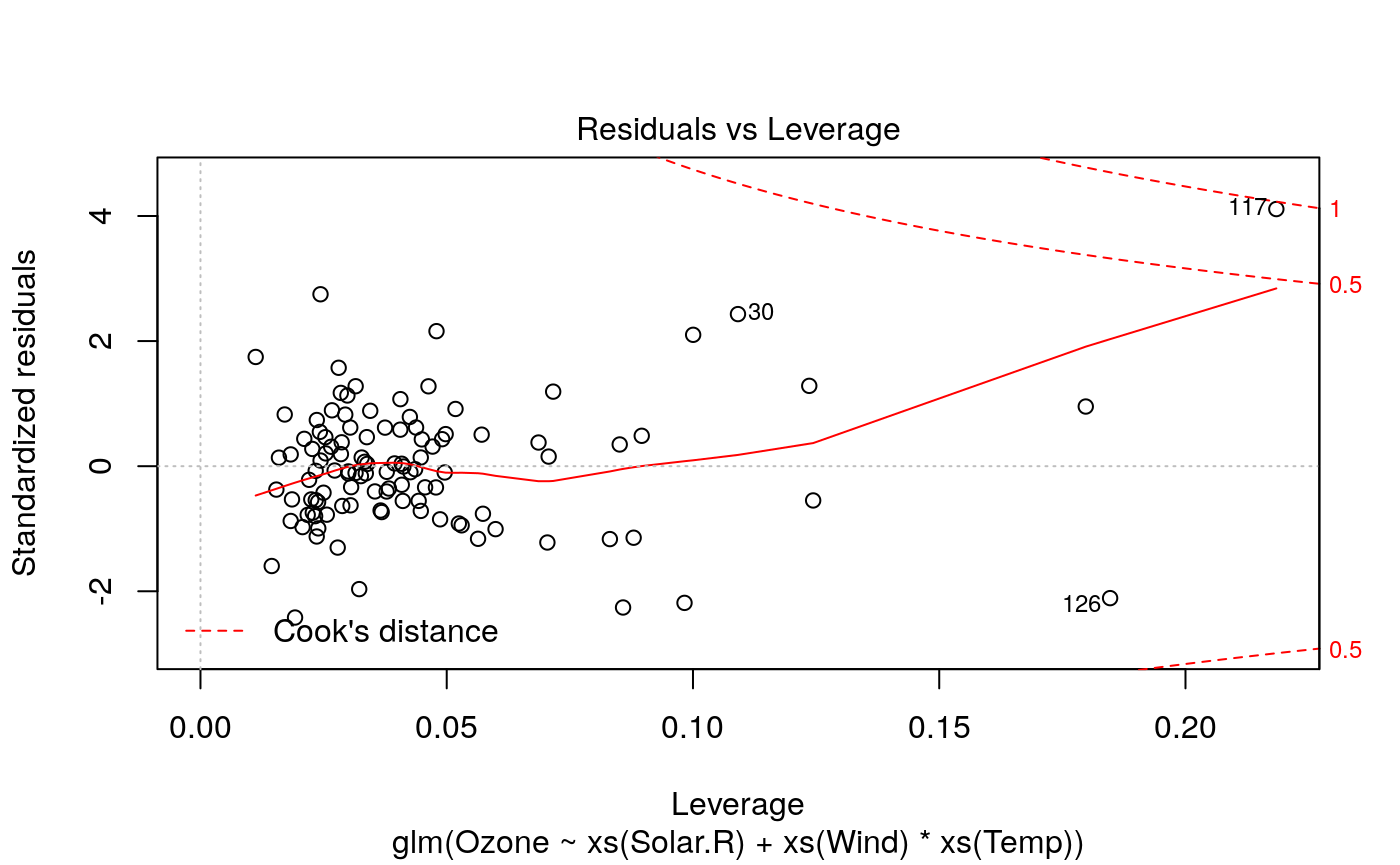 Residuals vs Leverage
Standardized residuals
4
2
0
-2
117
1
0.5
30
126
0.5
Cook's distance
0.00 0.05 0.10 0.15 0.20
Leverage
glm(Ozone ~ xs(Solar.R) + xs(Wind) * xs(Temp))